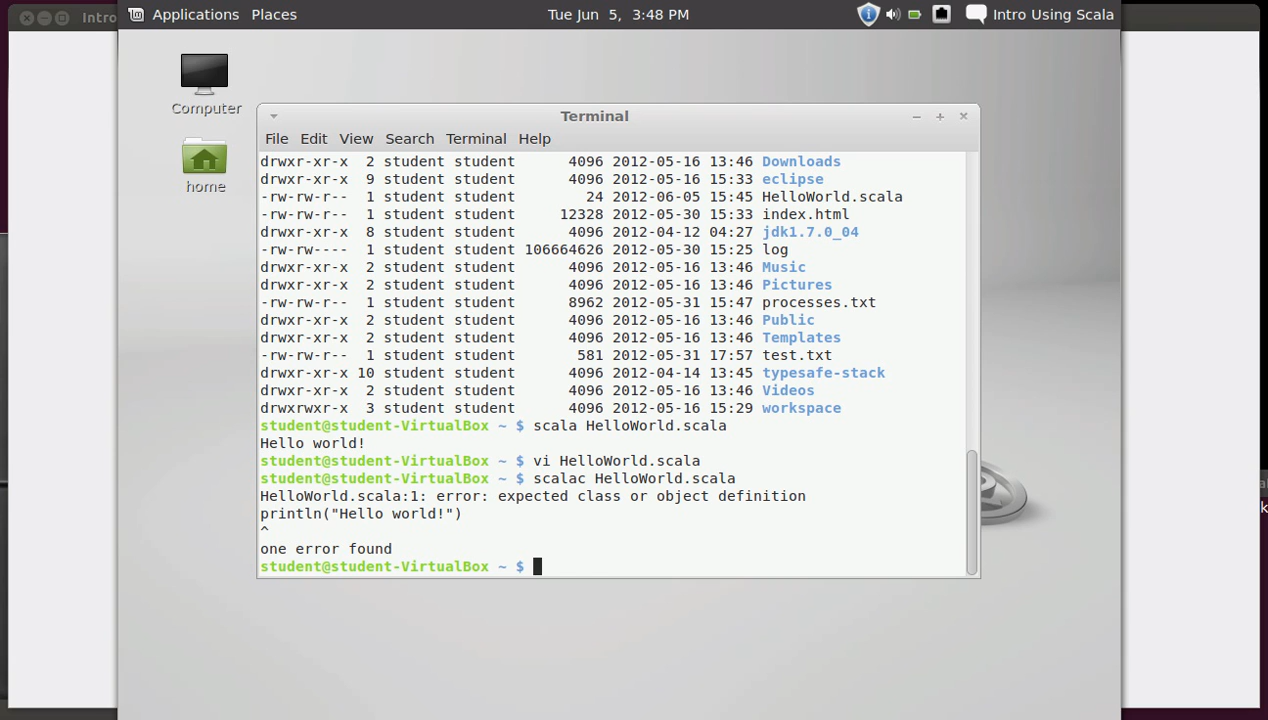 Intro
Applications Places Tue Jun 5, 3:48 PM Intro Using Scala
Computer
home
Terminal
File Edit View Search Terminal Help
drwxr-xr-x 2 student student 4096 2012-05-16 13:46 Downloads
drwxr-xr-x 9 student student 4096 2012-05-16 15:33 eclipse
-rw-rw-r-- 1 student student 24 2012-06-05 15:45 HelloWorld.scala
-rw-rw-r-- 1 student student 12328 2012-05-30 15:33 index.html
drwxr-xr-x 8 student student 4096 2012-04-12 04:27 jdk1.7.0_04
-rw-rw---- 1 student student 106664626 2012-05-30 15:25 log
drwxr-xr-x 2 student student 4096 2012-05-16 13:46 Music
drwxr-xr-x 2 student student 4096 2012-05-16 13:46 Pictures
-rw-rw-r-- 1 student student 8962 2012-05-31 15:47 processes.txt
drwxr-xr-x 2 student student 4096 2012-05-16 13:46 Public
drwxr-xr-x 2 student student 4096 2012-05-16 13:46 Templates
-rw-rw-r-- 1 student student 581 2012-05-31 17:57 test.txt
drwxr-xr-x 10 student student 4096 2012-04-14 13:45 typesafe-stack
drwxr-xr-x 2 student student 4096 2012-05-16 13:46 Videos
drwxrwxr-x 3 student student 4096 2012-05-16 15:29 workspace
student@student-VirtualBox ~ $ scala HelloWorld.scala
Hello world!
student@student-VirtualBox ~ $ vi HelloWorld.scala
student@student-VirtualBox ~ $ scalac HelloWorld.scala
HelloWorld.scala:1: error: expected class or object definition
println("Hello world!")
^
one error found
student@student-VirtualBox ~ $